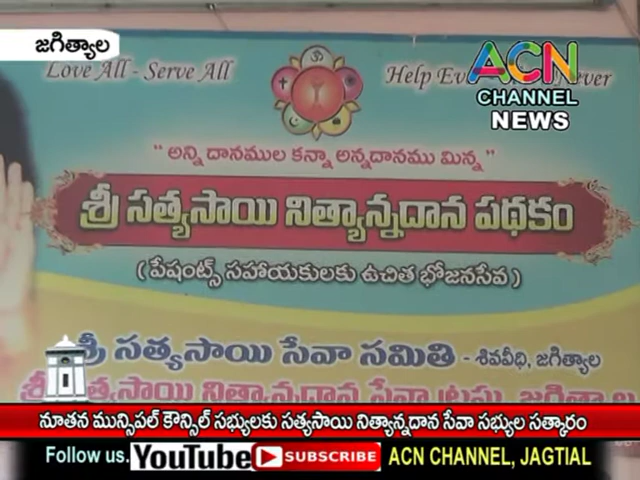 జగిత్యాల
Love All - Serve All
Help Ever
ACN
CHANNEL
NEWS
" అన్ని దానముల కన్నా అన్నదానము మిన్న "
శ్రీ సత్యసాయి నిత్యాన్నదాన పథకం
( పేషంట్స్ సహాయకులకు ఉచిత భోజనసేవ )
శ్రీ సత్యసాయి సేవా సమితి - శివవీధి, జగిత్యాల
నూతన మున్సిపల్ కౌన్సిల్ సభ్యులకు సత్యసాయి నిత్యాన్నదాన సేవా సభ్యుల సత్కారం
Follow us. YouTube SUBSCRIBE ACN CHANNEL, JAGTIAL